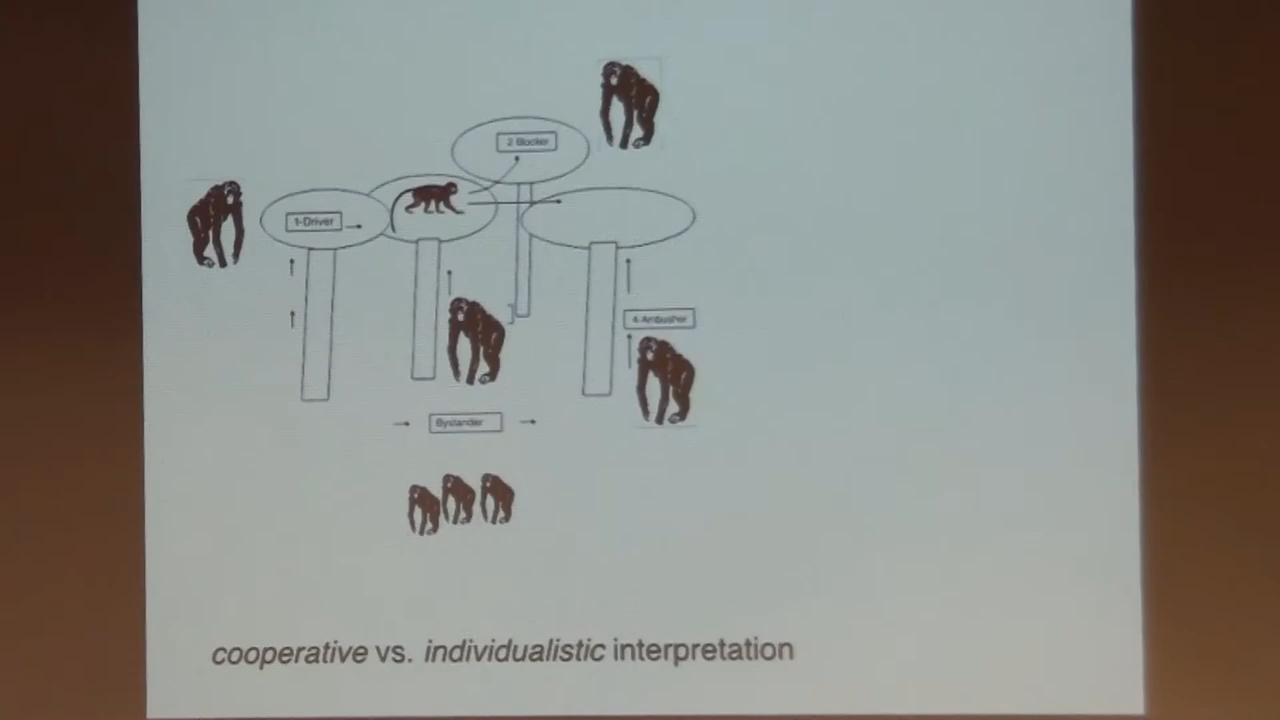 2 Blocker
1-Driver
4-Ambusher
Bystander
cooperative vs. individualistic interpretation